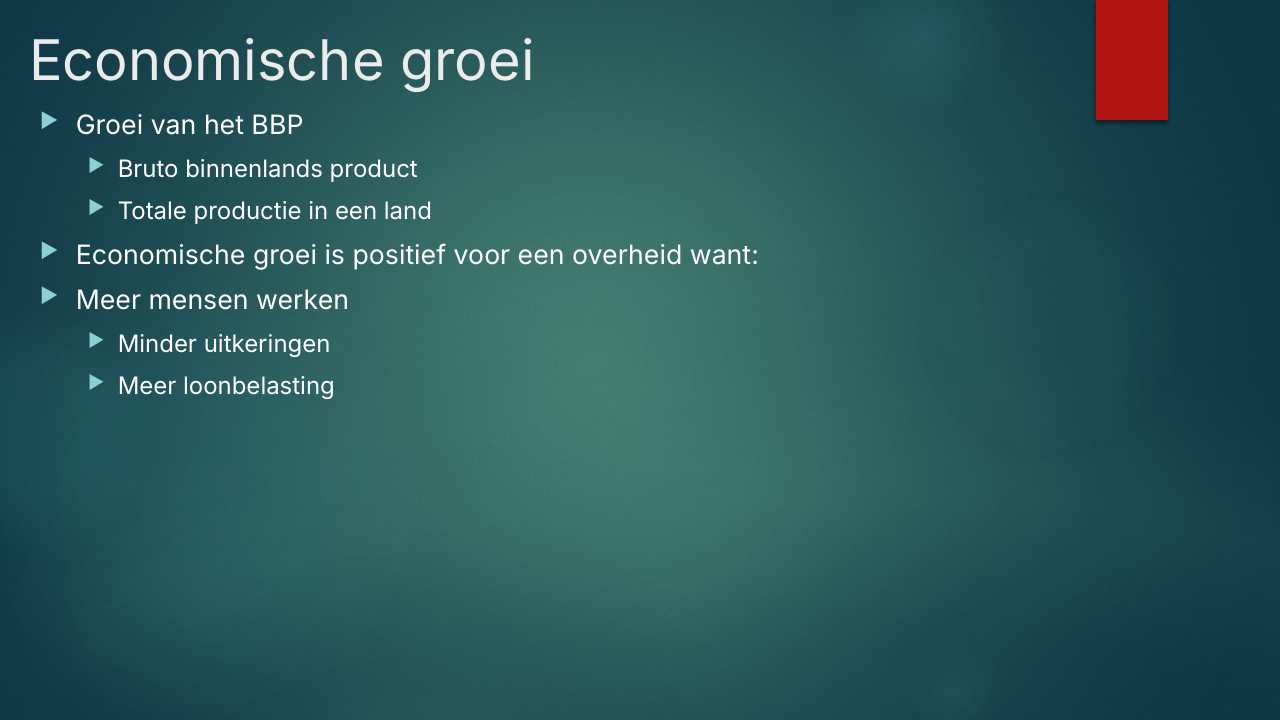 Economische groei
Groei van het BBP
Bruto binnenlands product
Totale productie in een land
Economische groei is positief voor een overheid want:
Meer mensen werken
Minder uitkeringen
Meer loonbelasting